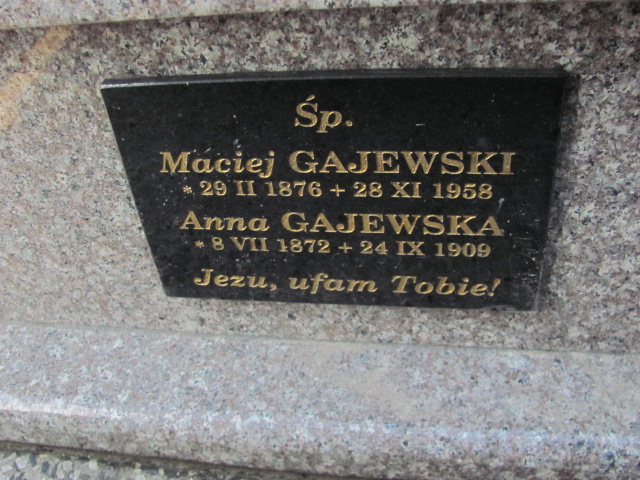 Śp.
Maciej GAJEWSKI
* 29 II 1876 + 28 XI 1958
Anna GAJEWSKA
* 8 VII 1872 + 24 IX 1909
Jezu, ufam Tobie!